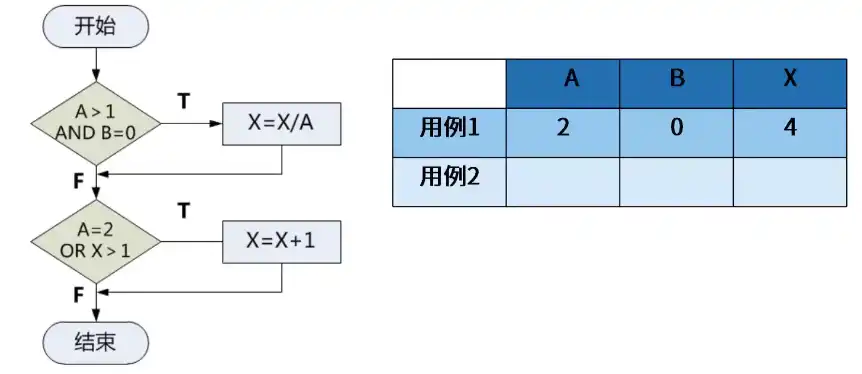 开始
A>1
AND B=0
T
X=X/A
F
A=2
OR X>1
T
X=X+1
F
结束
A B X
用例1 2 0 4
用例2